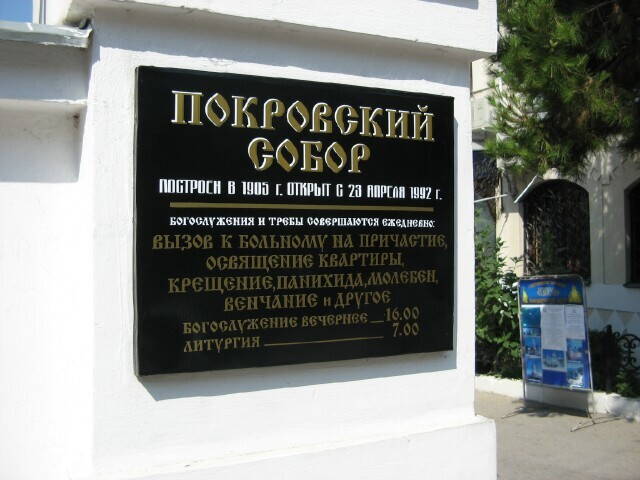 ПОКРОВСКИЙ
СОБОР
ПОСТРОЕН В 1905 г. ОТКРЫТ С 23 АПРЕЛЯ 1992 г.
БОГОСЛУЖЕНИЯ И ТРЕБЫ СОВЕРШАЮТСЯ ЕЖЕДНЕВНО:
ВЫЗОВ К БОЛЬНОМУ НА ПРИЧАСТИЕ,
ОСВЯЩЕНИЕ КВАРТИРЫ,
КРЕЩЕНИЕ, ПАНИХИДА, МОЛЕБЕН,
ВЕНЧАНИЕ И ДРУГОЕ
БОГОСЛУЖЕНИЕ ВЕЧЕРНЕЕ — 16.00
ЛИТУРГИЯ — 7.00